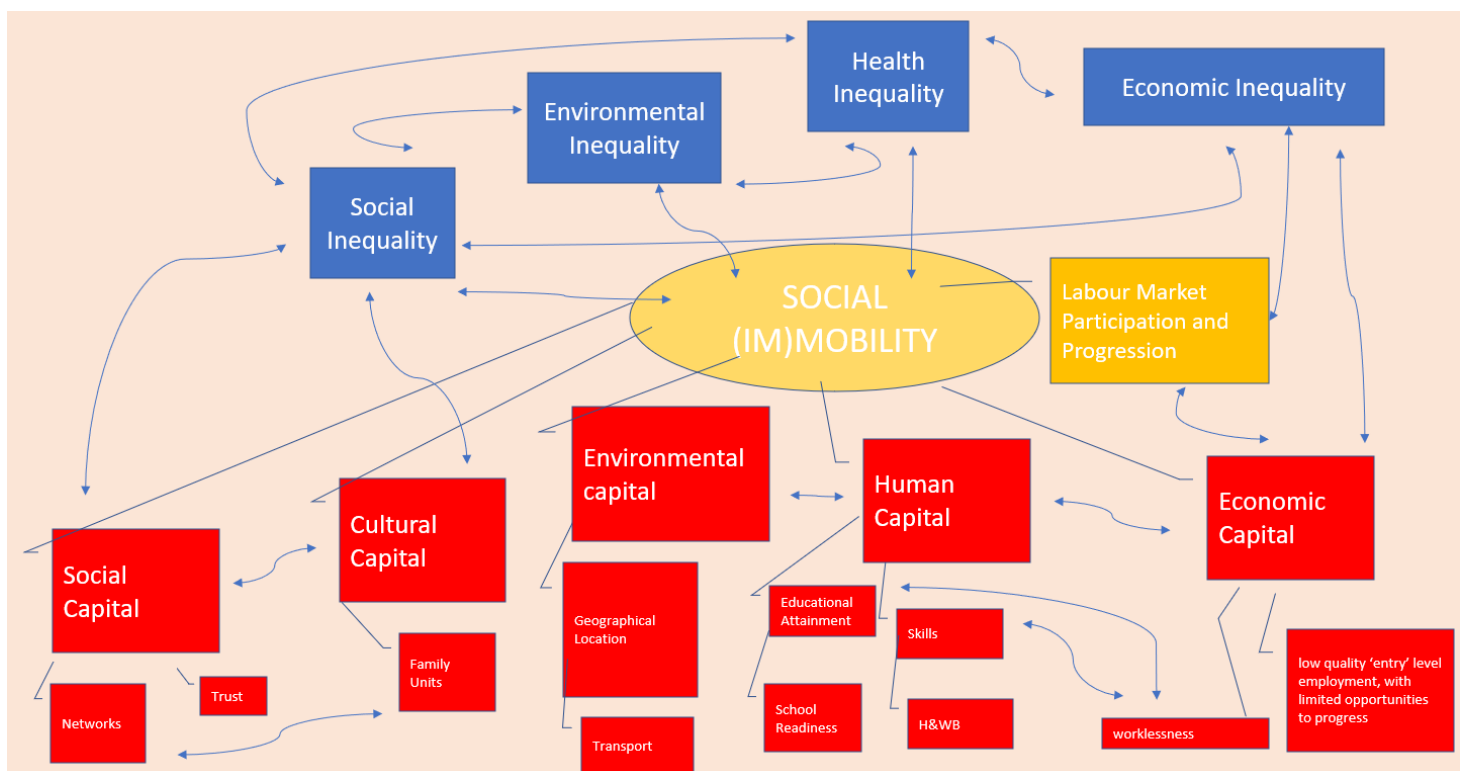 Health
Inequality
Economic Inequality
Environmental
Inequality
Social
Inequality
SOCIAL
(IM)MOBILITY
Labour Market
Participation and
Progression
Environmental
capital
Human
Capital
Economic
Capital
Cultural
Capital
Social
Capital
Geographical
Location
Educational
Attainment
Skills
Family
Units
Trust
Networks
Transport
School
Readiness
H&WB
worklessness
low quality ‘entry’ level
employment, with
limited opportunities
to progress